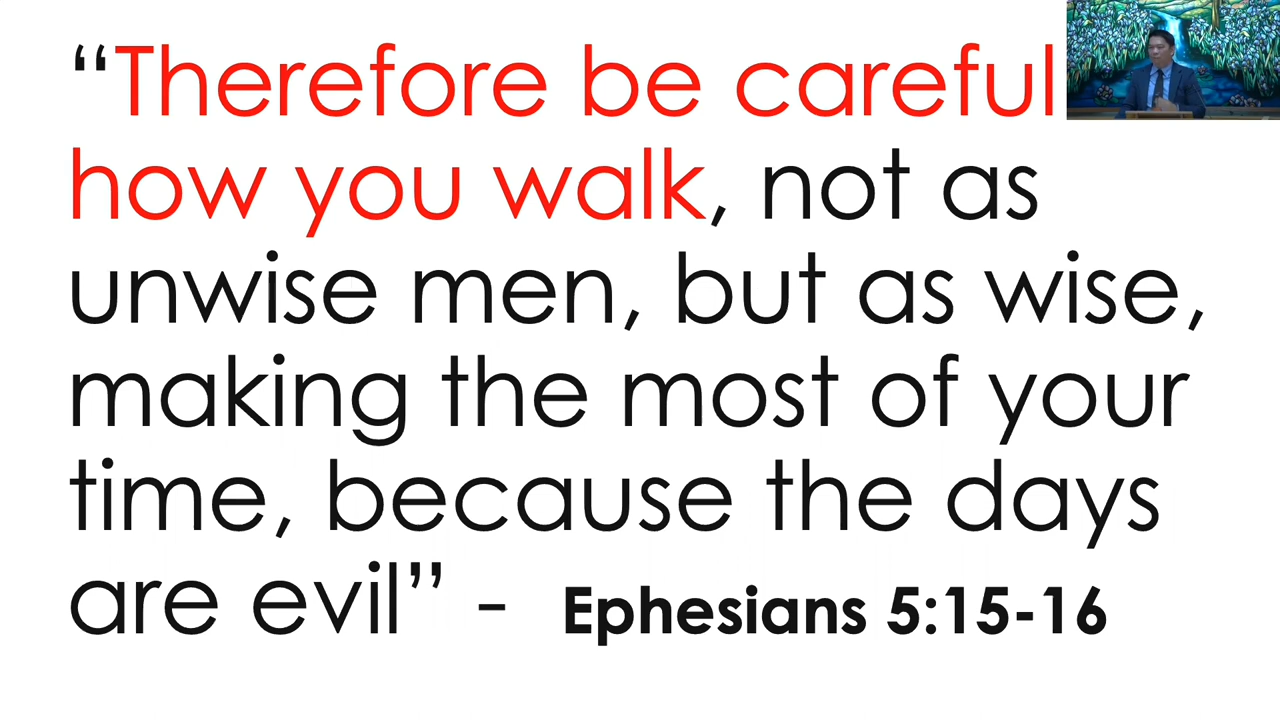 “Therefore be careful
how you walk, not as
unwise men, but as wise,
making the most of your
time, because the days
are evil” - Ephesians 5:15-16